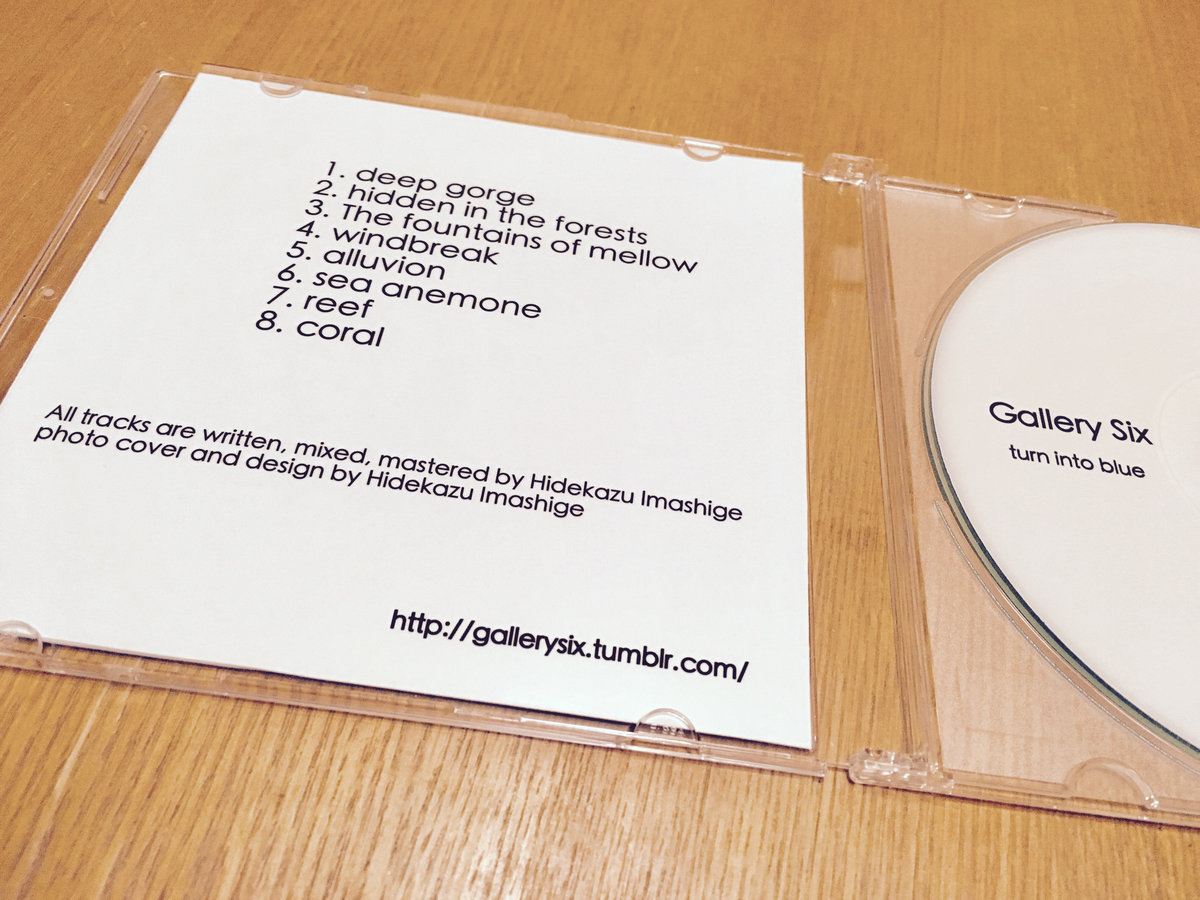 1. deep gorge
2. hidden in the forests
3. The fountains of mellow
4. windbreak
5. alluvion
6. sea anemone
7. reef
8. coral
All tracks are written, mixed, mastered by Hidekazu Imashige
photo cover and design by Hidekazu Imashige
http://gallerysix.tumblr.com/
Gallery Six
turn into blue